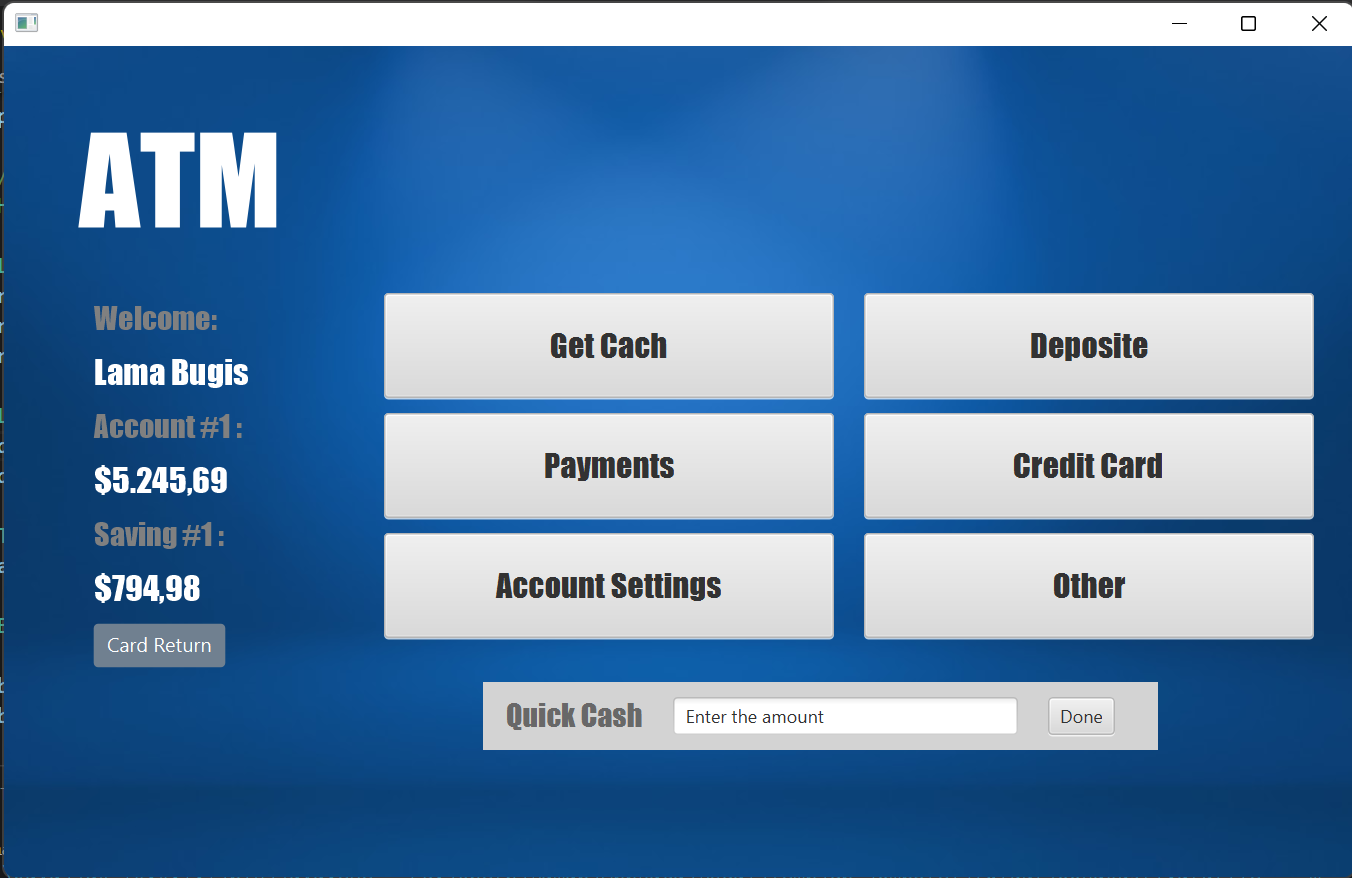 ATM
Welcome:
Lama Bugis
Account #1 :
$5.245,69
Saving #1 :
$794,98
Card Return
Get Cach
Deposite
Payments
Credit Card
Account Settings
Other
Quick Cash
Enter the amount
Done